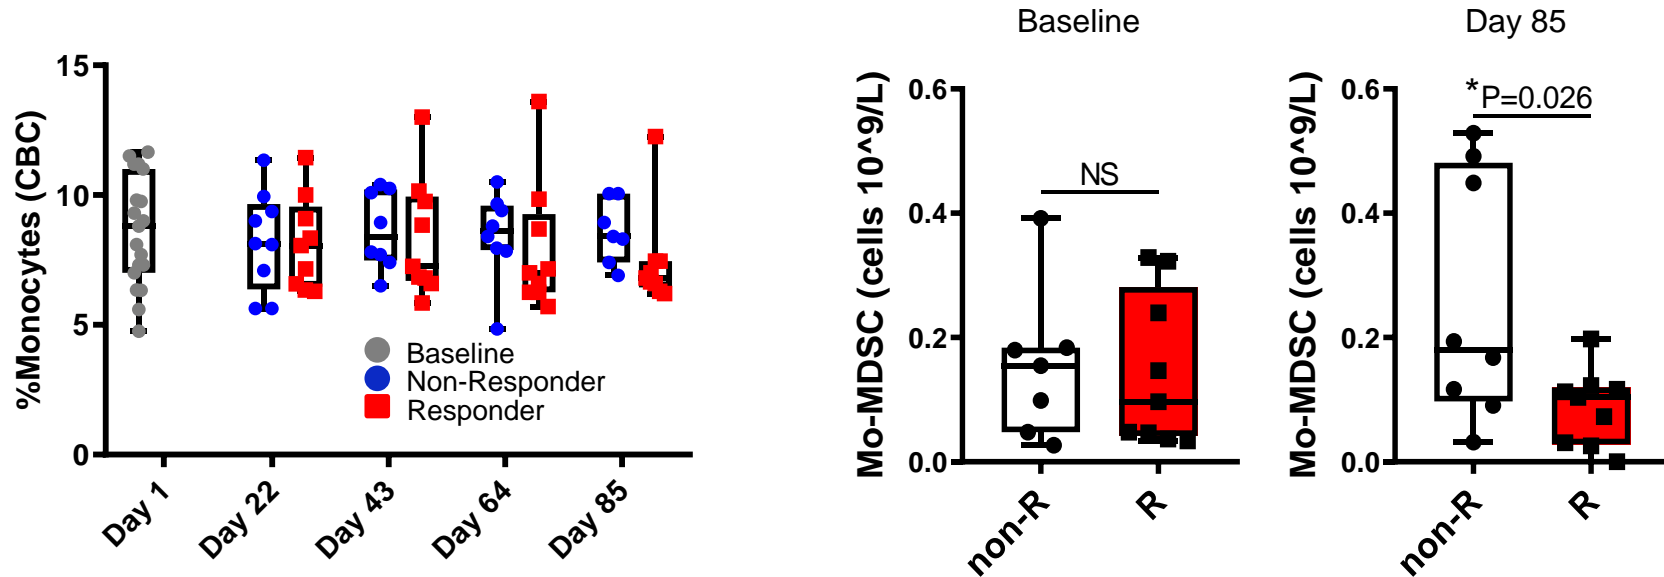 %Monocytes (CBC)
15
10
5
0
Day 1
Day 22
Day 43
Day 64
Day 85
Baseline
Non-Responder
Responder
Baseline
Mo-MDSC (cells 10^9/L)
0.6
0.4
0.2
0.0
NS
non-R
R
Day 85
Mo-MDSC (cells 10^9/L)
0.6
0.4
0.2
0.0
*P=0.026
non-R
R